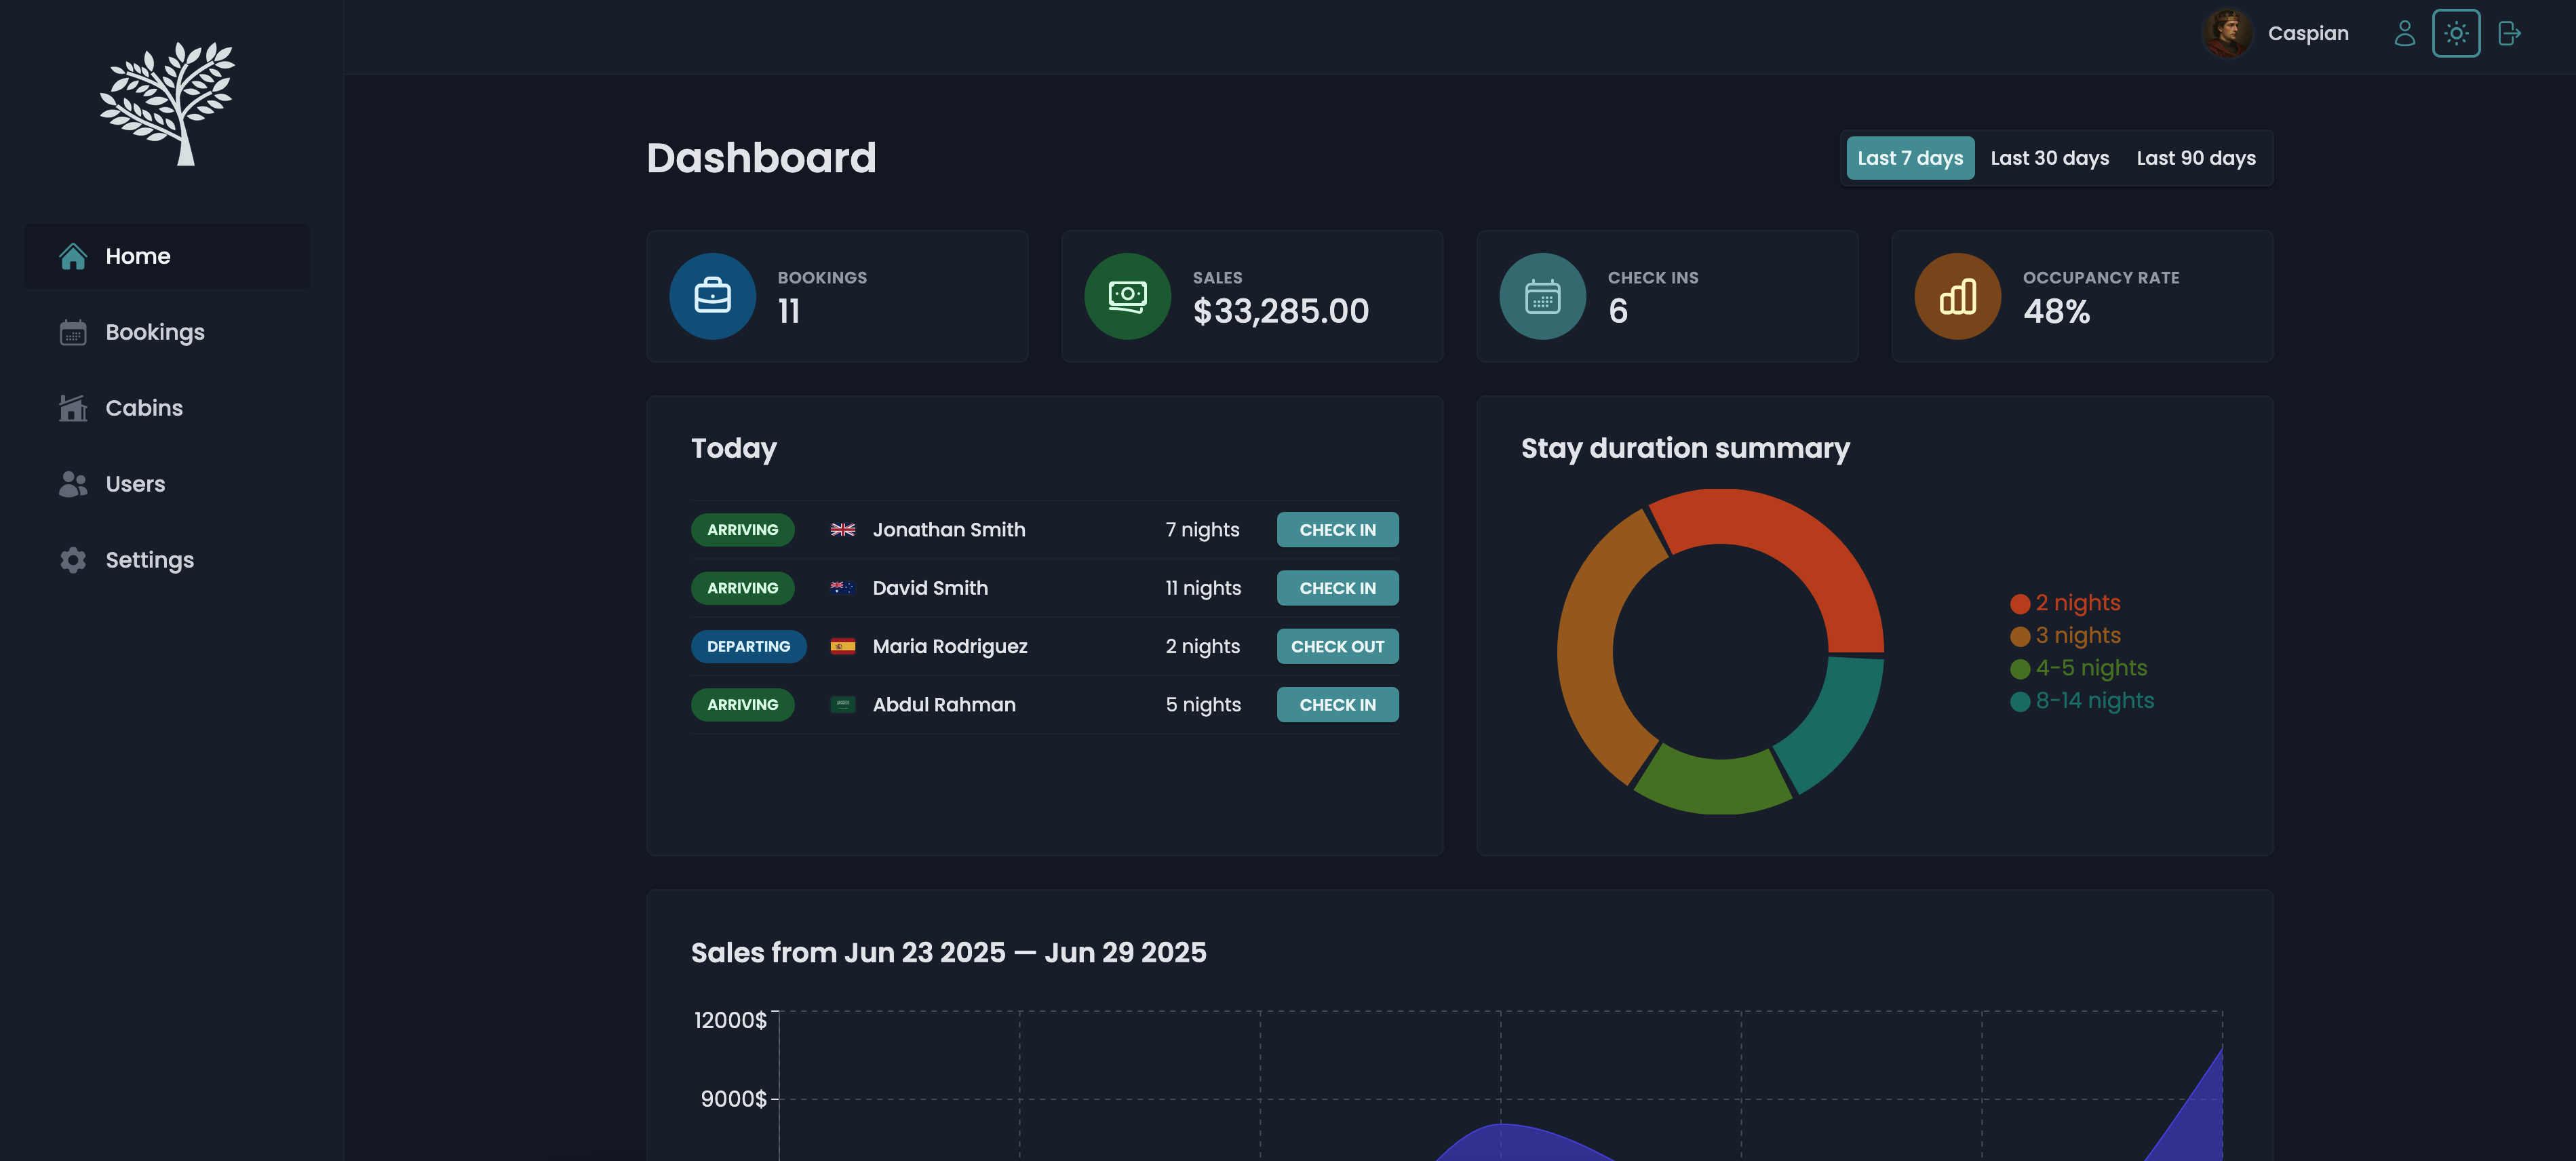 Caspian
Home
Bookings
Cabins
Users
Settings
Dashboard
Last 7 days Last 30 days Last 90 days
BOOKINGS
11
SALES
$33,285.00
CHECK INS
6
OCCUPANCY RATE
48%
Today
ARRIVING Jonathan Smith 7 nights CHECK IN
ARRIVING David Smith 11 nights CHECK IN
DEPARTING Maria Rodriguez 2 nights CHECK OUT
ARRIVING Abdul Rahman 5 nights CHECK IN
Stay duration summary
2 nights
3 nights
4-5 nights
8-14 nights
Sales from Jun 23 2025 — Jun 29 2025
12000$
9000$